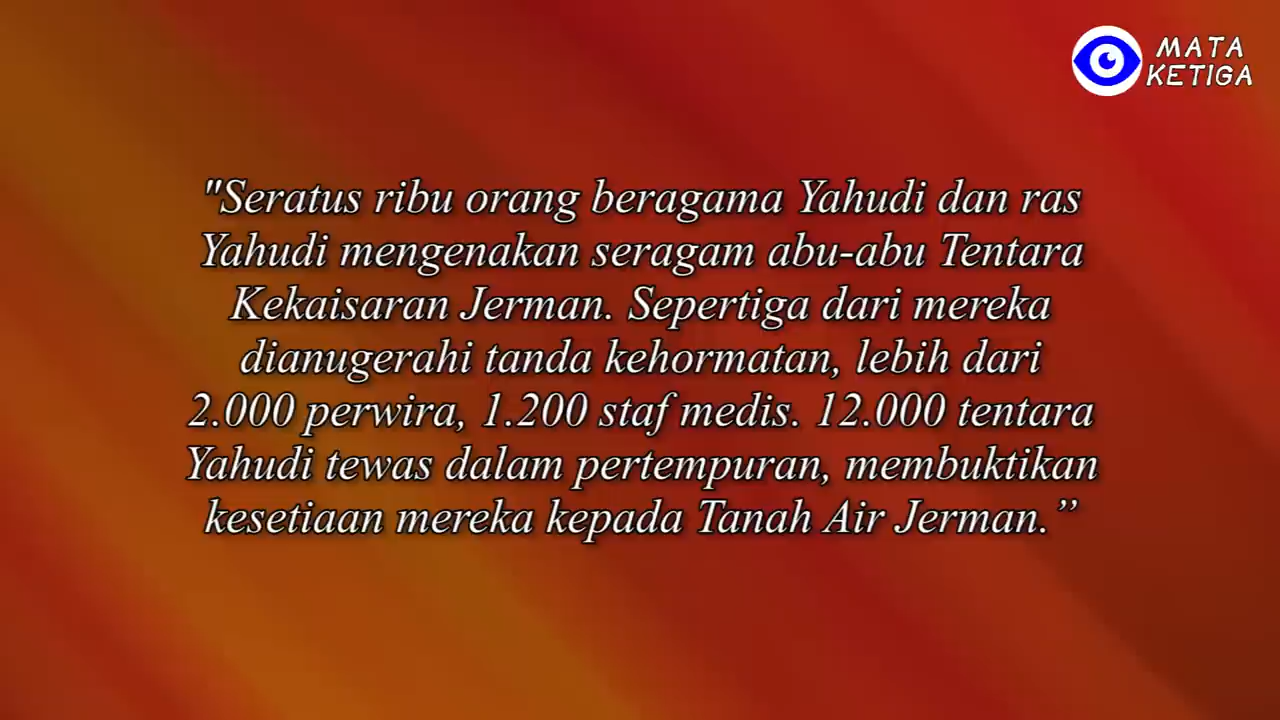 MATA
KETIGA
"Seratus ribu orang beragama Yahudi dan ras
Yahudi mengenakan seragam abu-abu Tentara
Kekaisaran Jerman. Sepertiga dari mereka
dianugerahi tanda kehormatan, lebih dari
2.000 perwira, 1.200 staf medis. 12.000 tentara
Yahudi tewas dalam pertempuran, membuktikan
kesetiaan mereka kepada Tanah Air Jerman.”